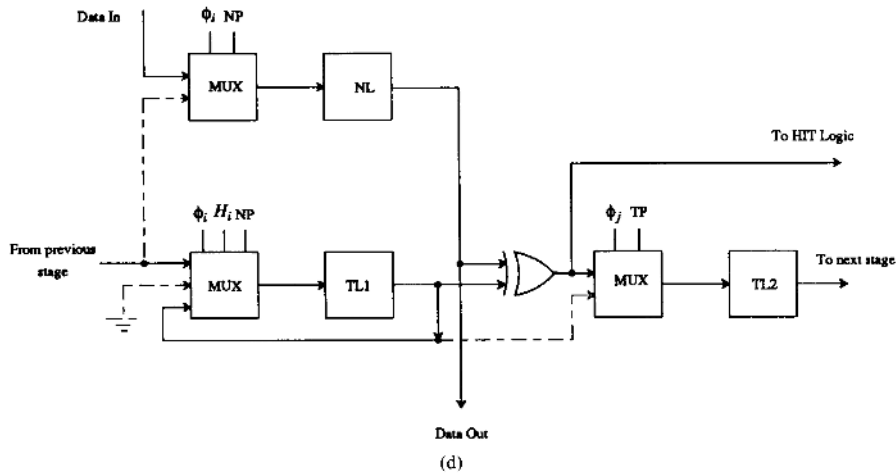 Data In
ϕi NP
MUX
NL
To HIT Logic
ϕi Hi NP
ϕj TP
From previous
stage
MUX
TL1
MUX
TL2
To next stage
Data Out
(d)